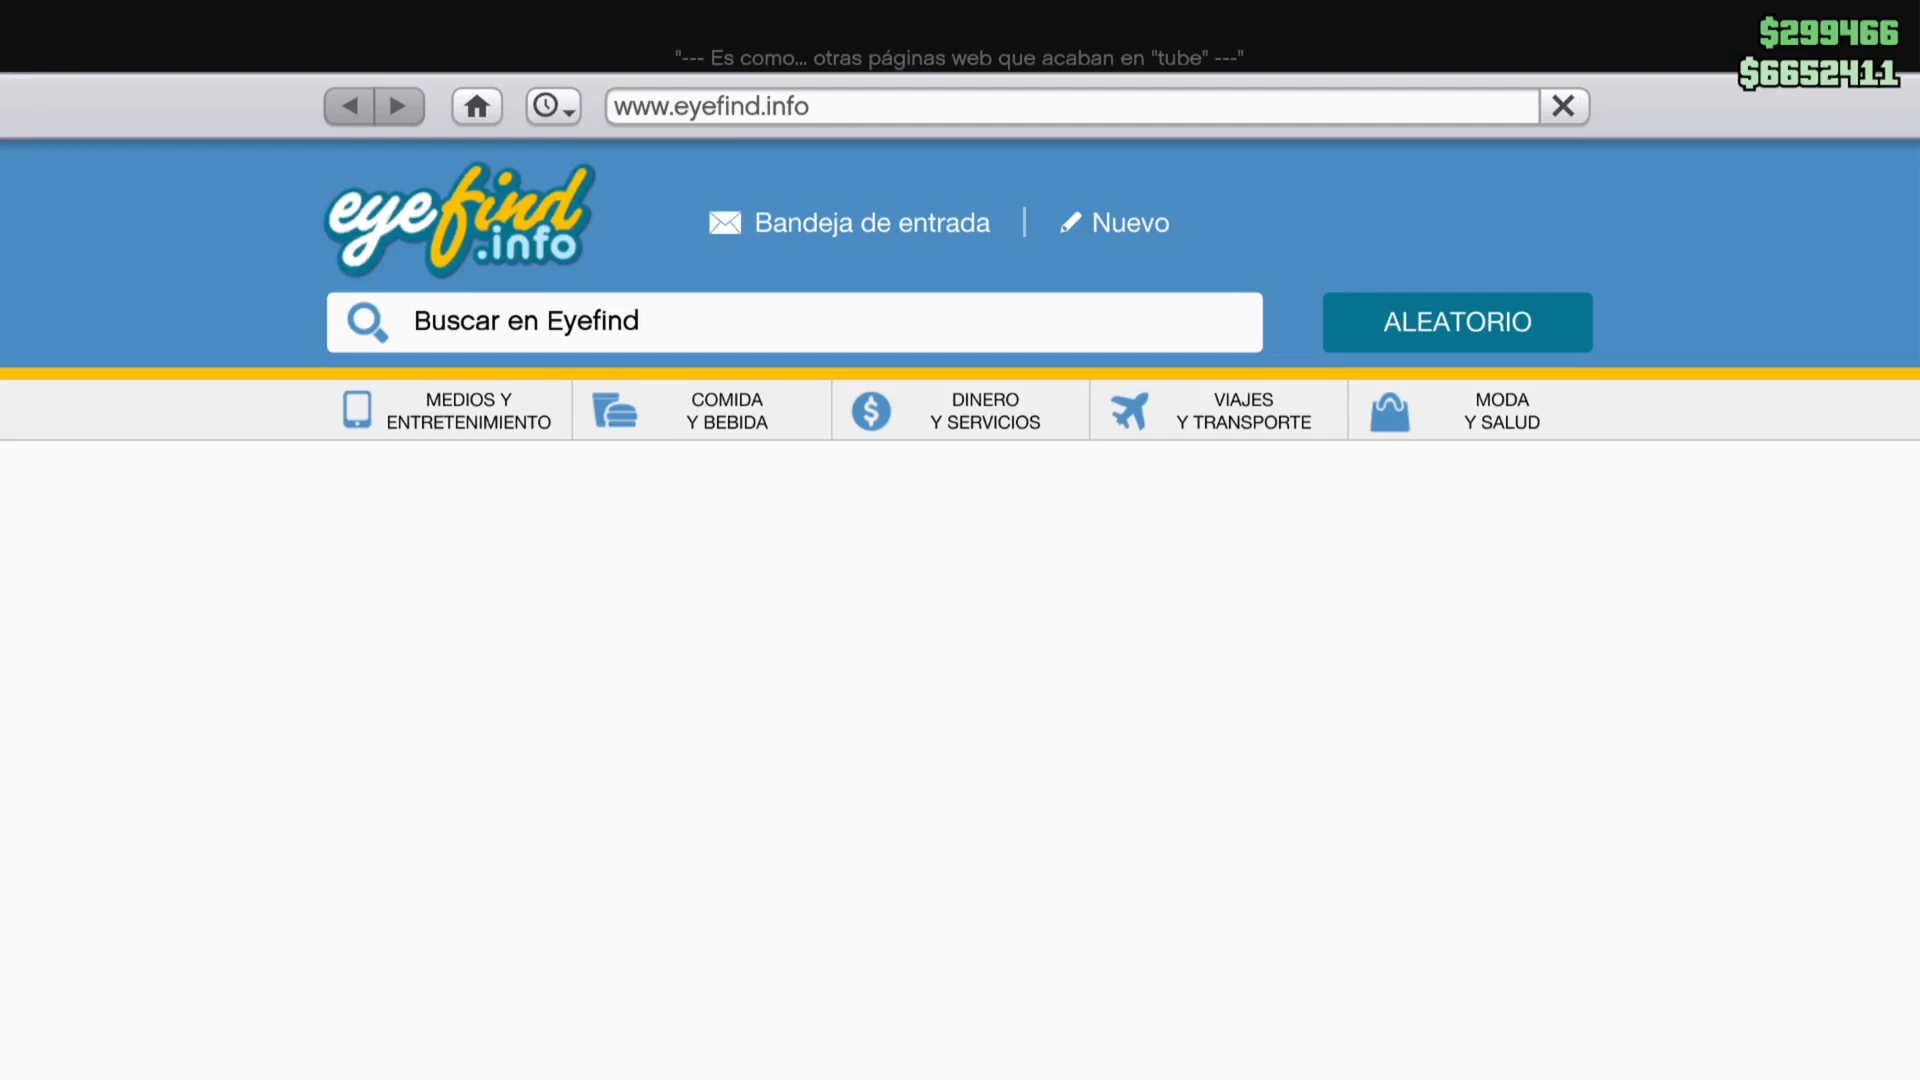 $299466
"--- Es como... otras páginas web que acaban en "tube" ---"
$6652411
www.eyefind.info
eyefind
.info
Bandeja de entrada
Nuevo
Buscar en Eyefind
ALEATORIO
MEDIOS Y
ENTRETENIMIENTO
COMIDA
Y BEBIDA
DINERO
Y SERVICIOS
VIAJES
Y TRANSPORTE
MODA
Y SALUD